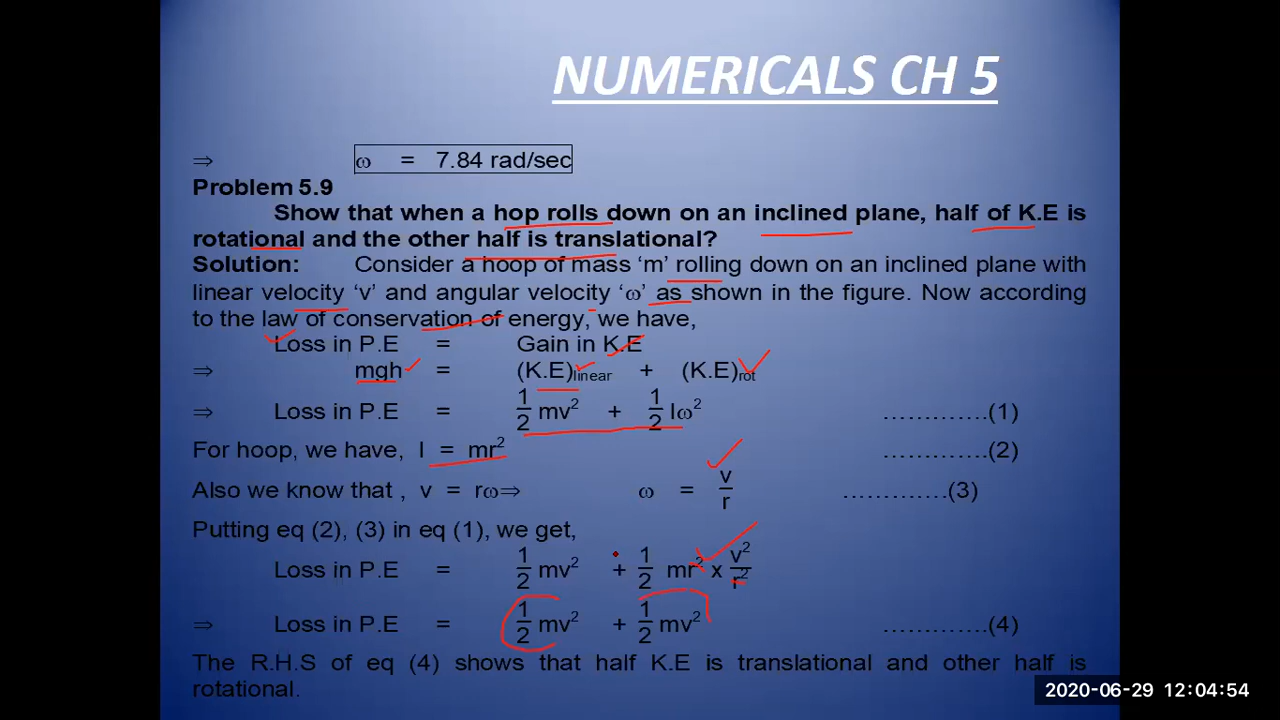 NUMERICALS CH 5
⇒ ω = 7.84 rad/sec
Problem 5.9
Show that when a hop rolls down on an inclined plane, half of K.E is
rotational and the other half is translational?
Solution: Consider a hoop of mass ‘m’ rolling down on an inclined plane with
linear velocity ‘v’ and angular velocity ‘ω’ as shown in the figure. Now according
to the law of conservation of energy, we have,
Loss in P.E = Gain in K.E
⇒ mgh = (K.E)linear + (K.E)rot
⇒ Loss in P.E = 1/2 mv² + 1/2 Iω² ………….(1)
For hoop, we have, I = mr² ………….(2)
Also we know that , v = rω⇒ ω = v/r ………….(3)
Putting eq (2), (3) in eq (1), we get,
Loss in P.E = 1/2 mv² + 1/2 mr² x v²/r²
⇒ Loss in P.E = 1/2 mv² + 1/2 mv² ………….(4)
The R.H.S of eq (4) shows that half K.E is translational and other half is
rotational.
2020-06-29 12:04:54